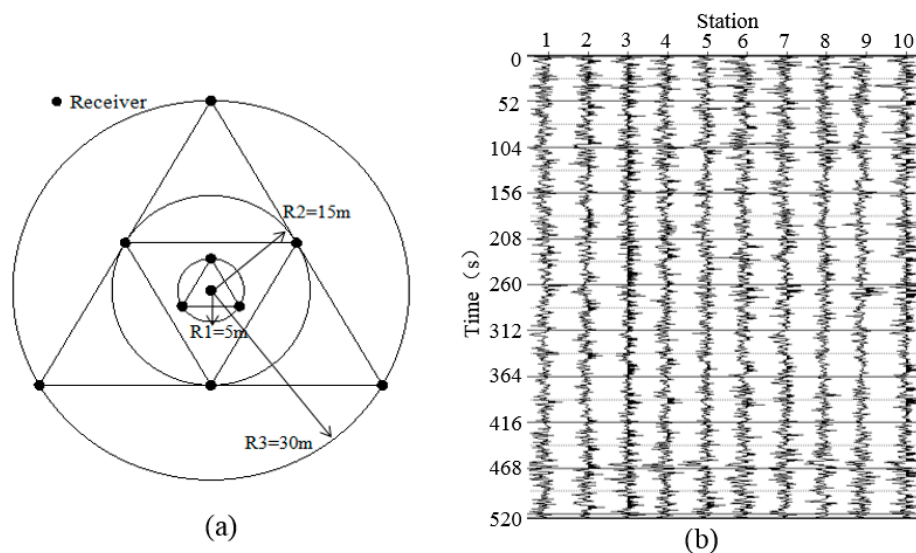 Receiver
R2=15m
R1=5m
R3=30m
(a)
Station
1 2 3 4 5 6 7 8 9 10
Time (s)
0
52
104
156
208
260
312
364
416
468
520
(b)